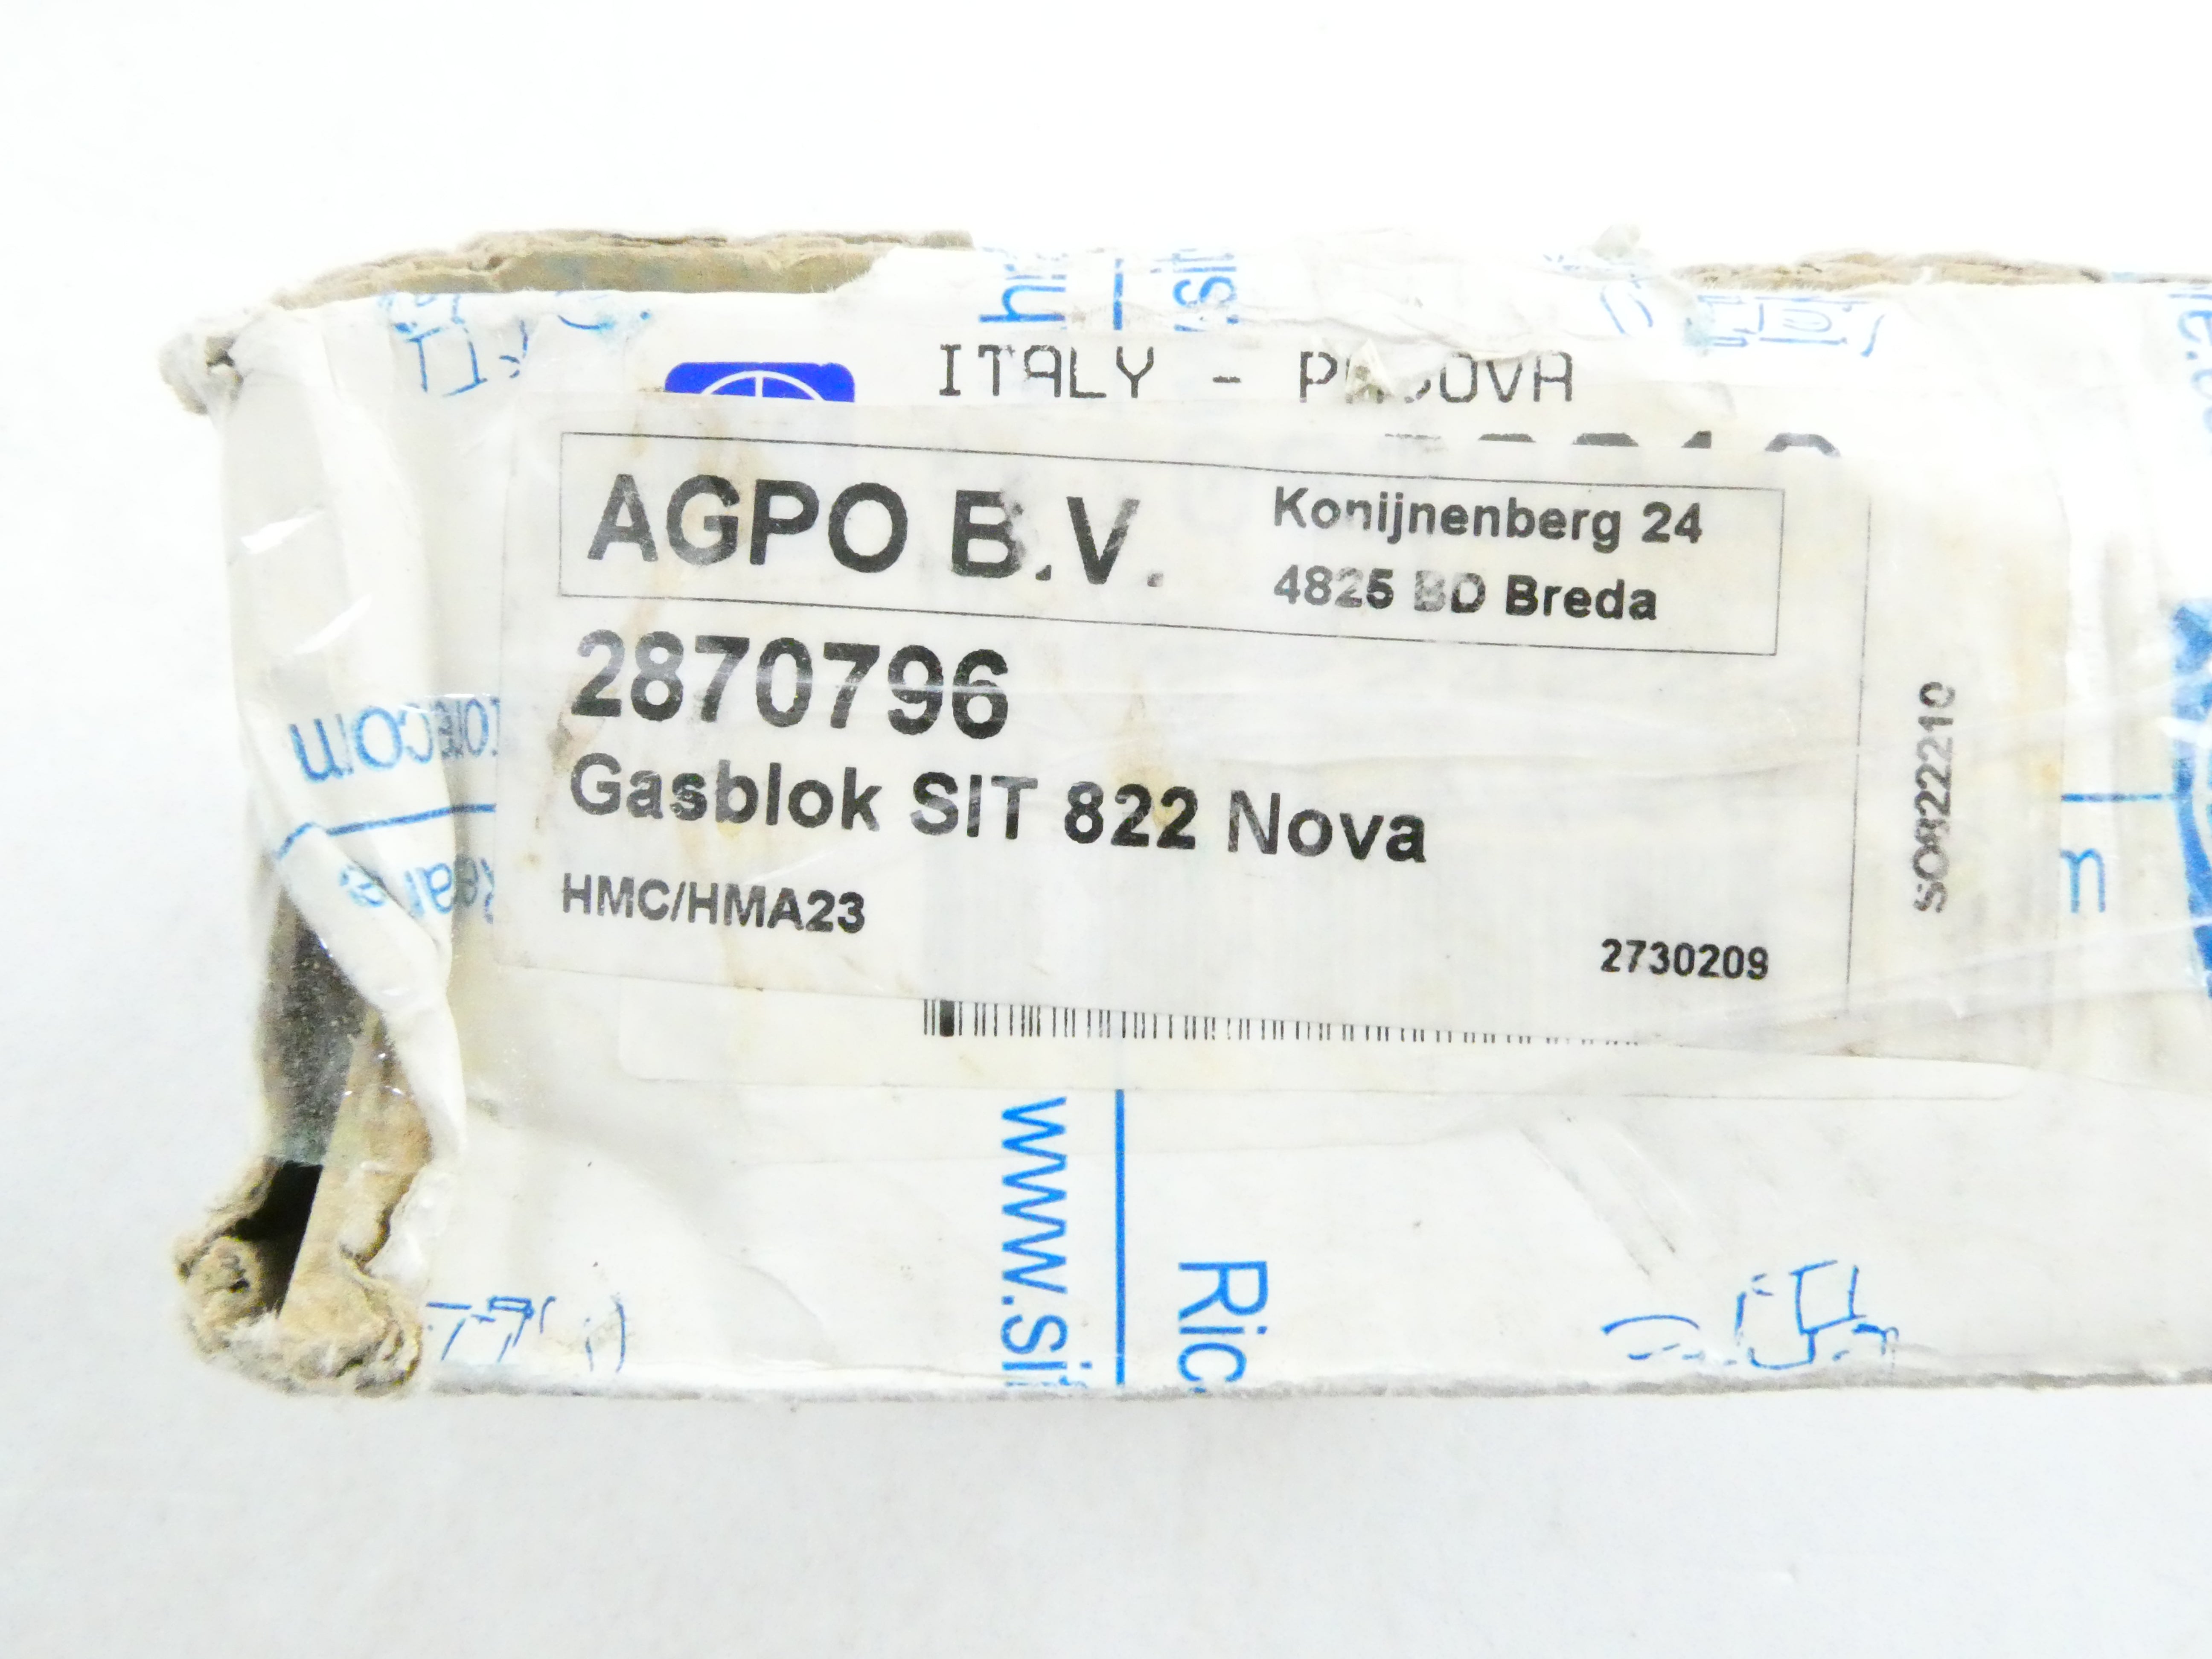 ITALY - PADOVA
AGPO B.V.
Konijnenberg 24
4825 BD Breda
2870796
Gasblok SIT 822 Nova
HMC/HMA23
2730209
SO822210
www.sit
Ric